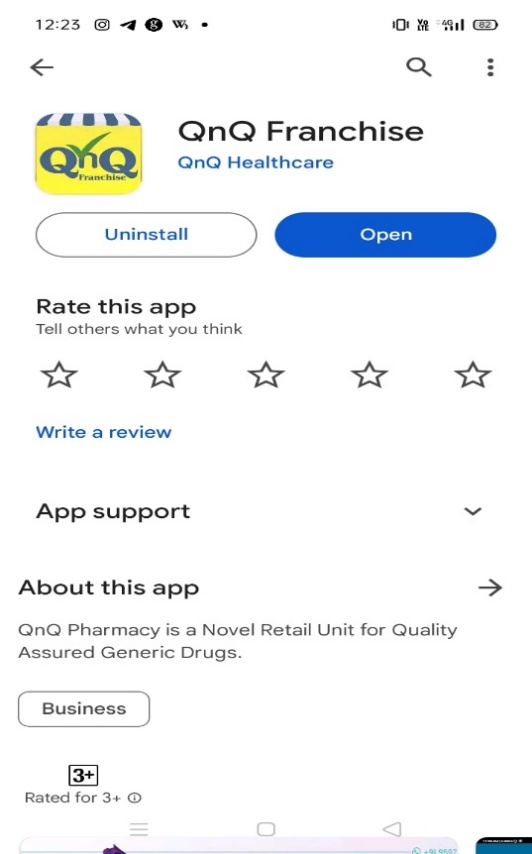 12:23
82
QnQ Franchise
QnQ
Franchise
QnQ Healthcare
Uninstall
Open
Rate this app
Tell others what you think
Write a review
App support
About this app
QnQ Pharmacy is a Novel Retail Unit for Quality
Assured Generic Drugs.
Business
3+
Rated for 3+